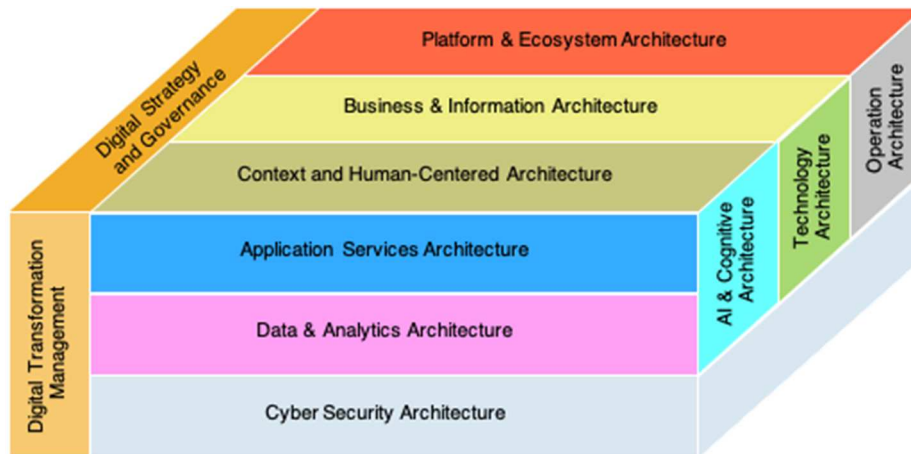 Digital Strategy
and Governance
Platform & Ecosystem Architecture
Business & Information Architecture
Context and Human-Centered Architecture
Digital Transformation
Management
Application Services Architecture
Data & Analytics Architecture
Cyber Security Architecture
AI & Cognitive
Architecture
Technology
Architecture
Operation
Architecture